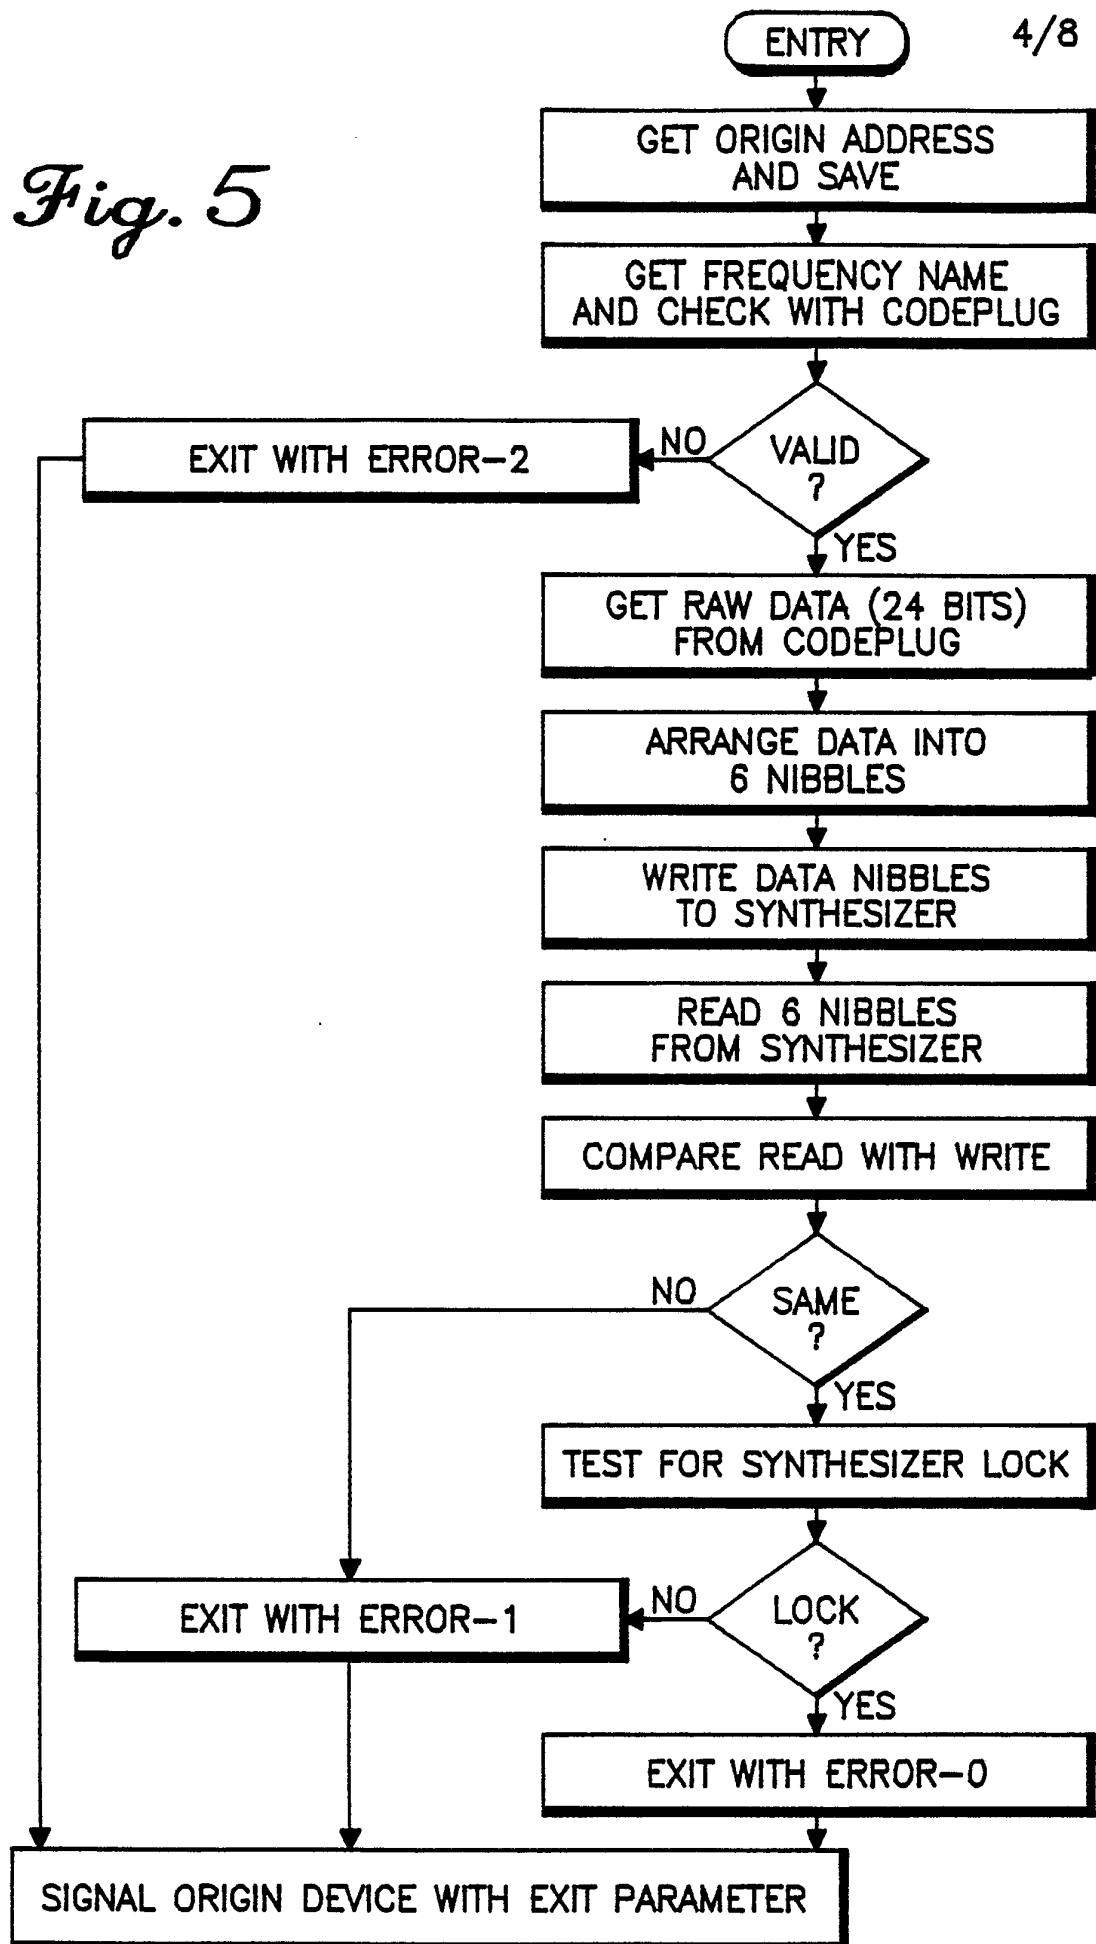 ENTRY
4/8
Fig. 5
GET ORIGIN ADDRESS
AND SAVE
GET FREQUENCY NAME
AND CHECK WITH CODEPLUG
VALID
?
NO
EXIT WITH ERROR-2
YES
GET RAW DATA (24 BITS)
FROM CODEPLUG
ARRANGE DATA INTO
6 NIBBLES
WRITE DATA NIBBLES
TO SYNTHESIZER
READ 6 NIBBLES
FROM SYNTHESIZER
COMPARE READ WITH WRITE
SAME
?
NO
YES
TEST FOR SYNTHESIZER LOCK
LOCK
?
NO
EXIT WITH ERROR-1
YES
EXIT WITH ERROR-0
SIGNAL ORIGIN DEVICE WITH EXIT PARAMETER